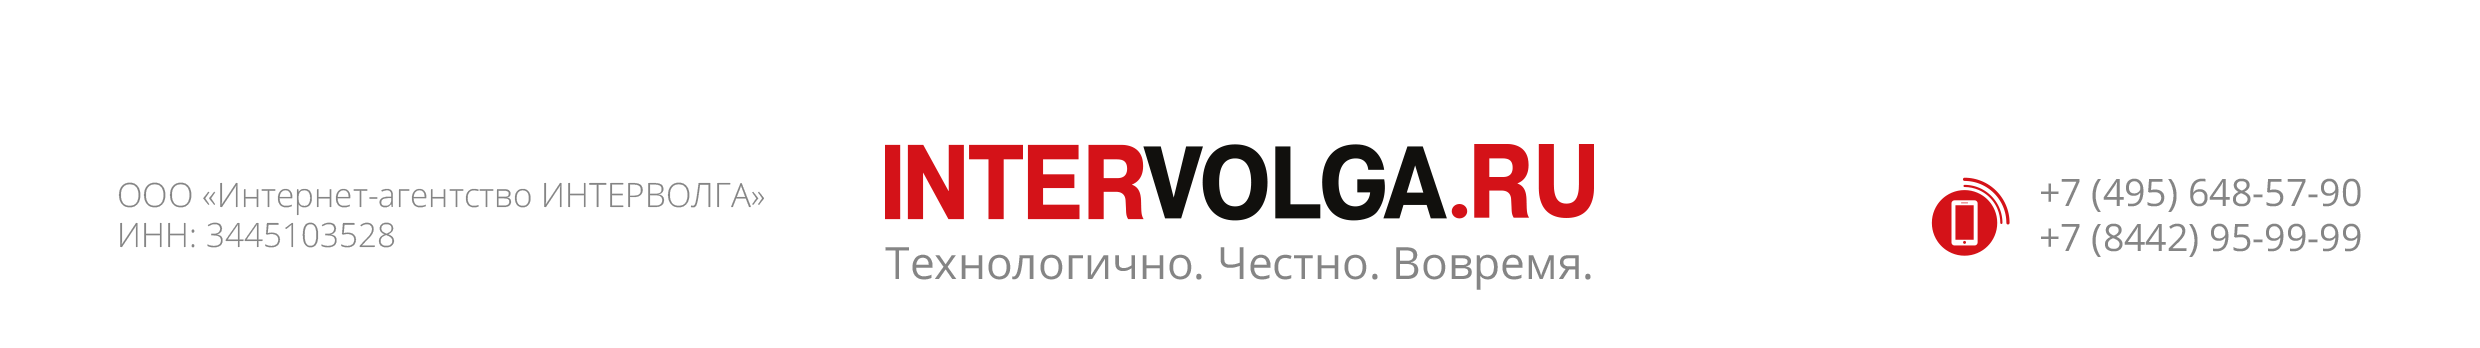 ООО «Интернет-агентство ИНТЕРВОЛГА»
ИНН: 3445103528
INTERVOLGA.RU
Технологично. Честно. Вовремя.
+7 (495) 648-57-90
+7 (8442) 95-99-99